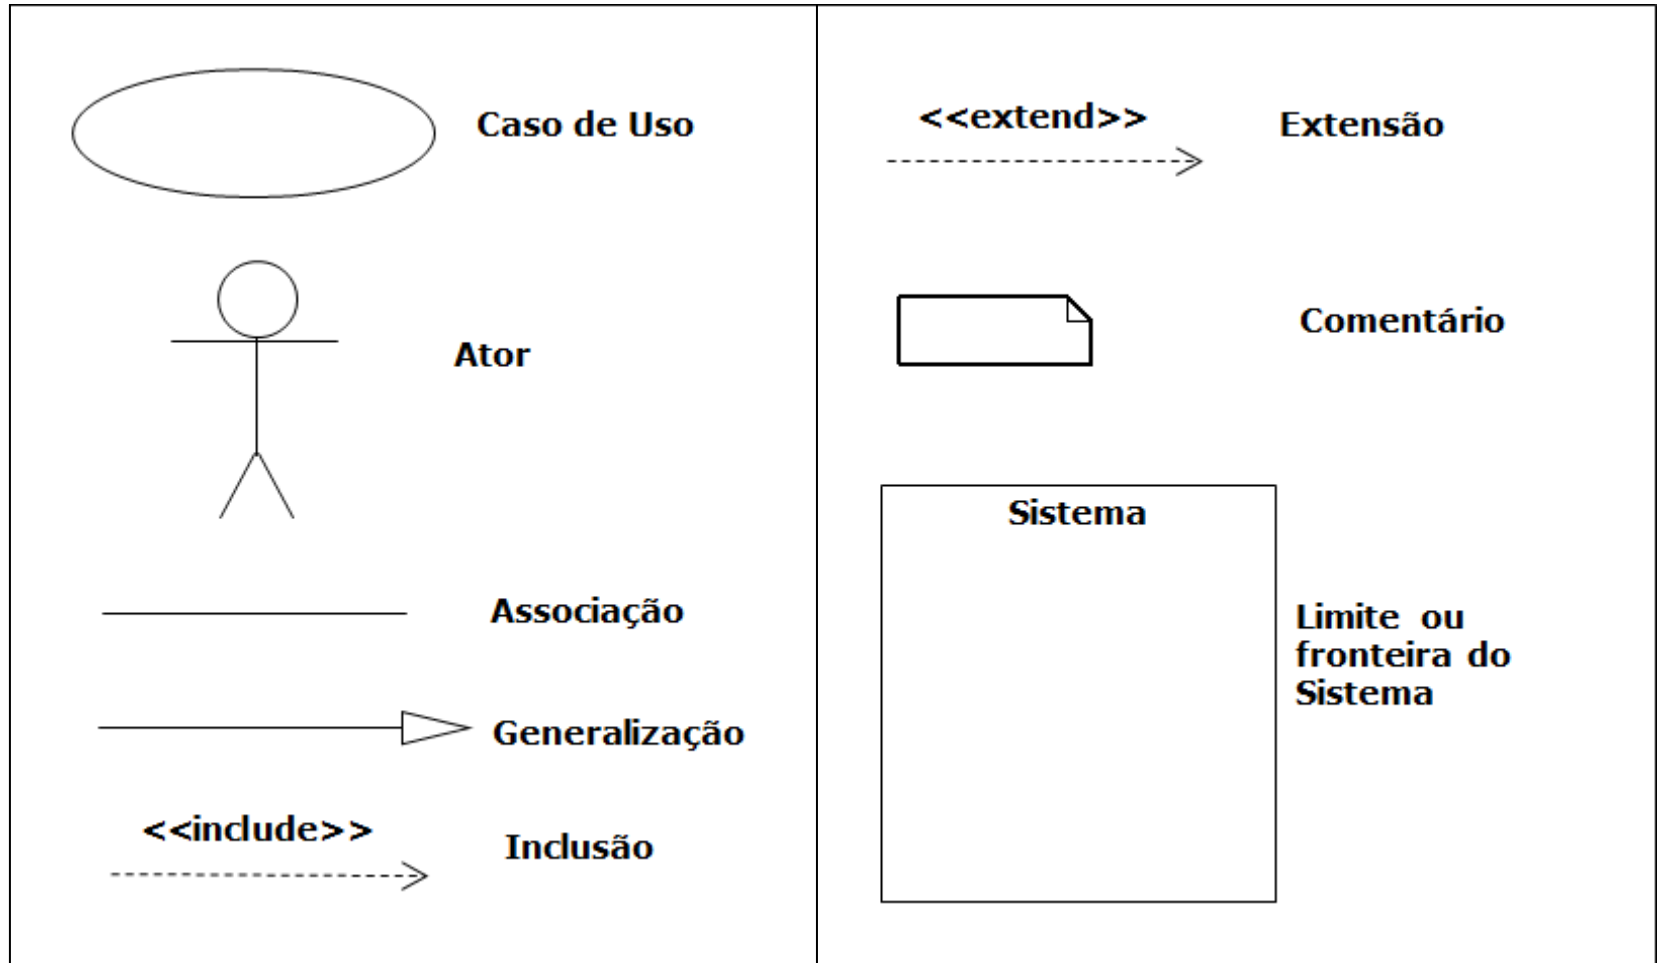 Caso de Uso
Ator
Associação
Generalização
<<include>>
Inclusão
<<extend>>
Extensão
Comentário
Sistema
Limite ou
fronteira do
Sistema